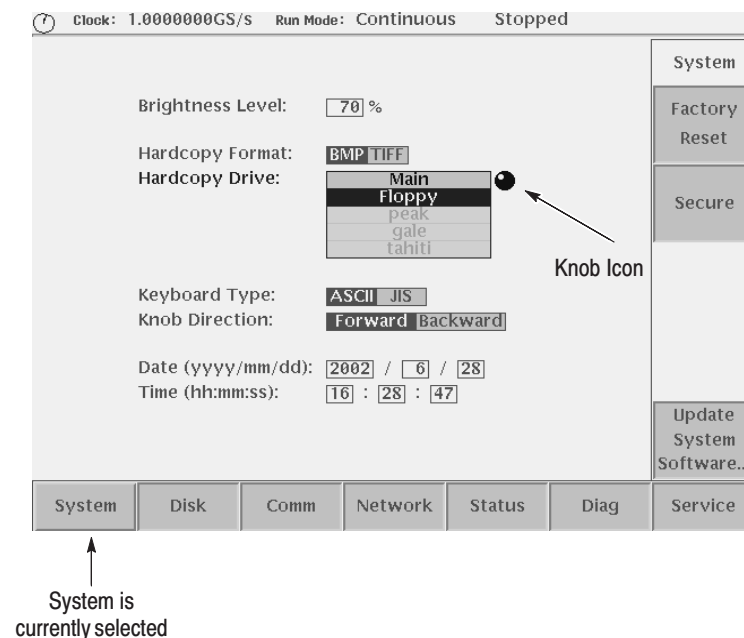 Clock: 1.0000000GS/s Run Mode: Continuous Stopped
System
Brightness Level: 70 %
Factory
Reset
Hardcopy Format: BMP TIFF
Hardcopy Drive: Main
Floppy
peak
gale
tahiti
Secure
Knob Icon
Keyboard Type: ASCII JIS
Knob Direction: Forward Backward
Date (yyyy/mm/dd): 2002 / 6 / 28
Time (hh:mm:ss): 16 : 28 : 47
Update
System
Software..
System Disk Comm Network Status Diag Service
System is
currently selected